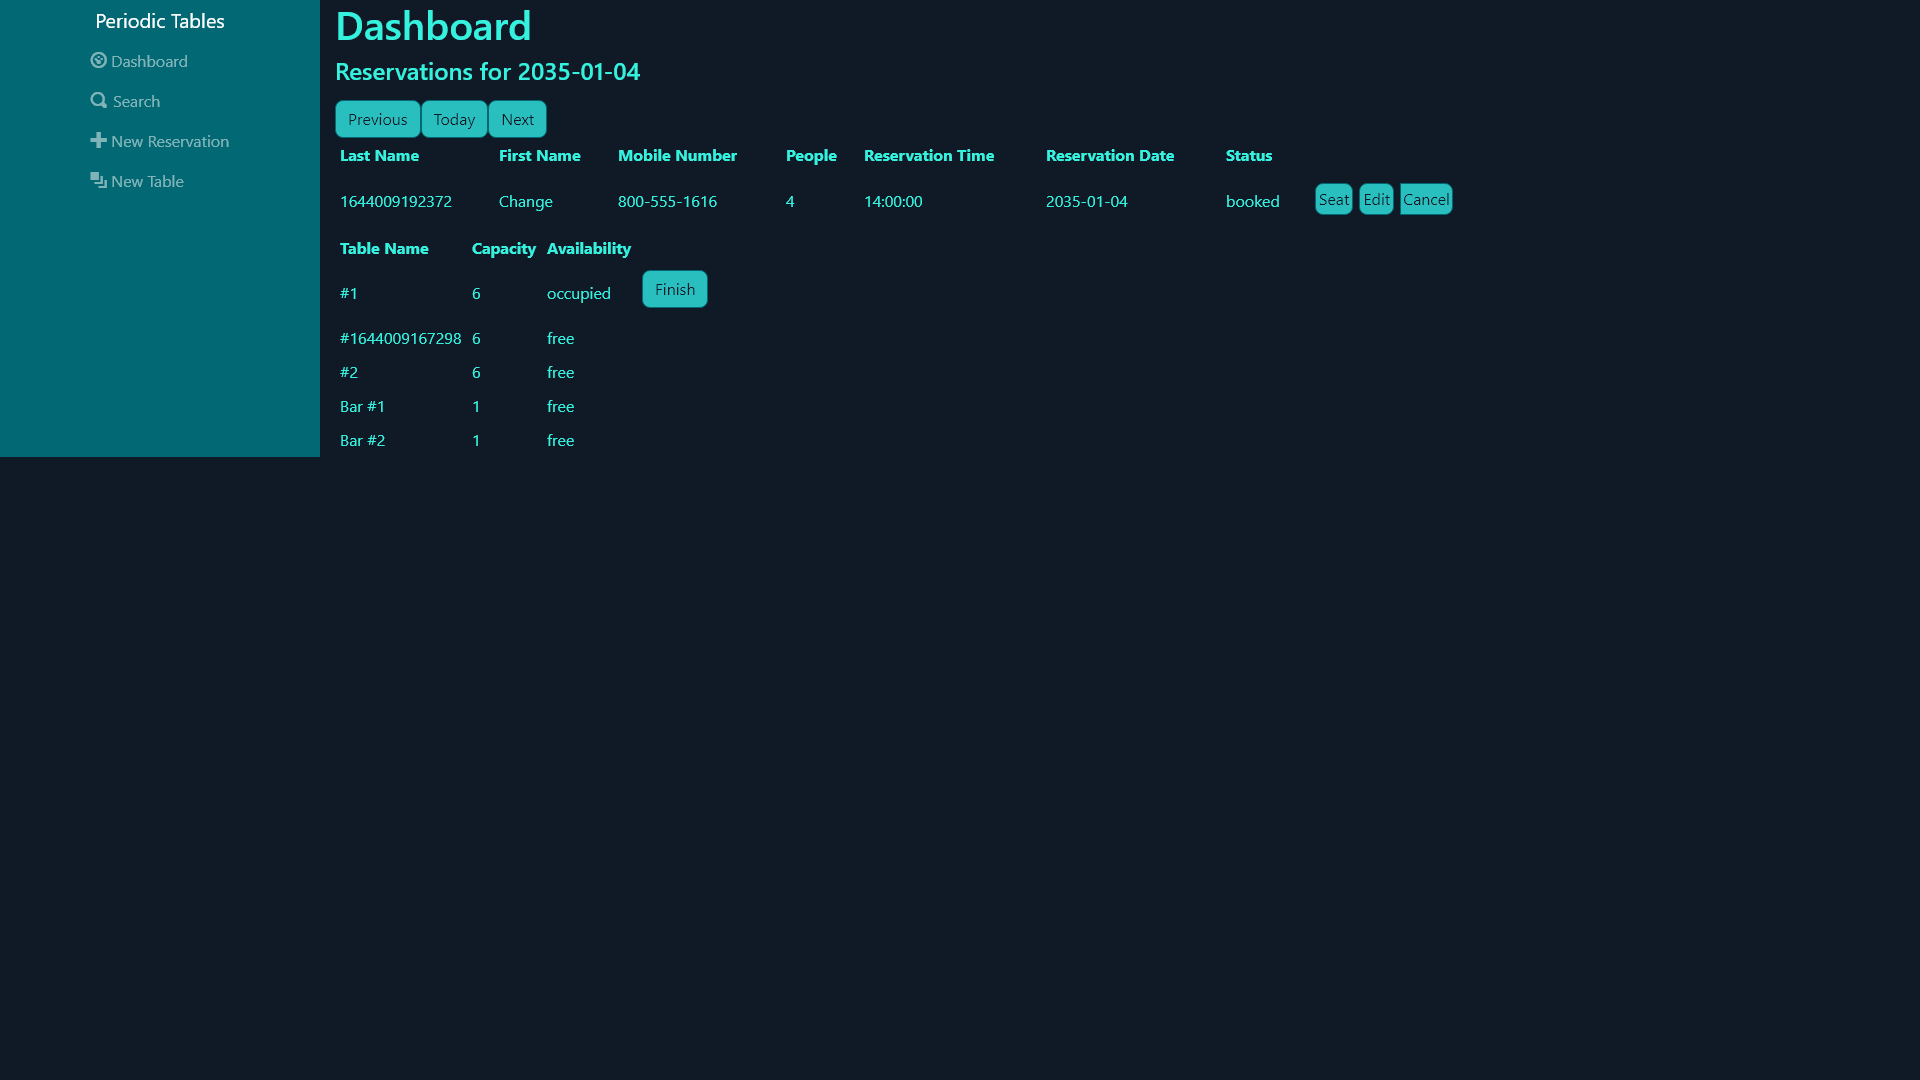 Periodic Tables
Dashboard
Search
New Reservation
New Table
Dashboard
Reservations for 2035-01-04
Previous Today Next
Last Name First Name Mobile Number People Reservation Time Reservation Date Status
1644009192372 Change 800-555-1616 4 14:00:00 2035-01-04 booked Seat Edit Cancel
Table Name Capacity Availability
#1 6 occupied Finish
#1644009167298 6 free
#2 6 free
Bar #1 1 free
Bar #2 1 free